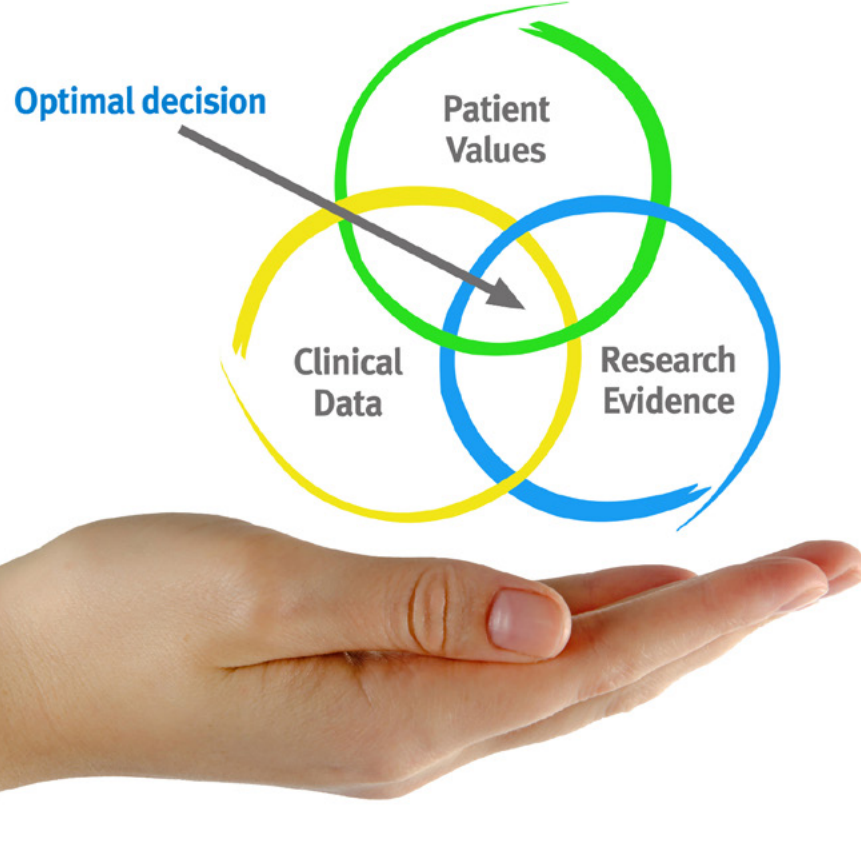 Optimal decision
Patient
Values
Clinical
Data
Research
Evidence